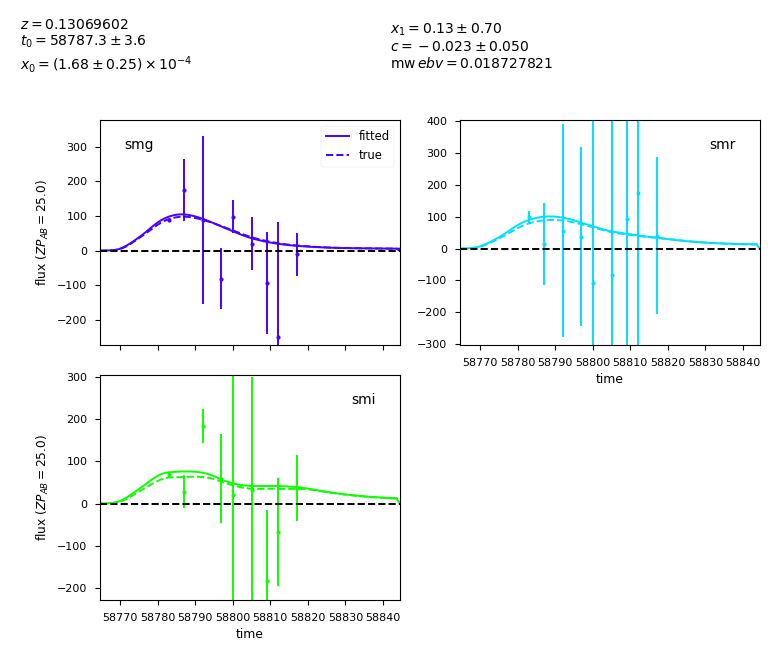 z = 0.13069602
t₀ = 58787.3 ± 3.6
x₀ = (1.68 ± 0.25) × 10⁻⁴
x₁ = 0.13 ± 0.70
c = −0.023 ± 0.050
mw ebv = 0.018727821
smg
fitted
true
300
200
100
0
−100
−200
flux (ZP_AB = 25.0)
smr
400
300
200
100
0
−100
−200
−300
58770 58780 58790 58800 58810 58820 58830 58840
time
smi
300
200
100
0
−100
−200
flux (ZP_AB = 25.0)
58770 58780 58790 58800 58810 58820 58830 58840
time